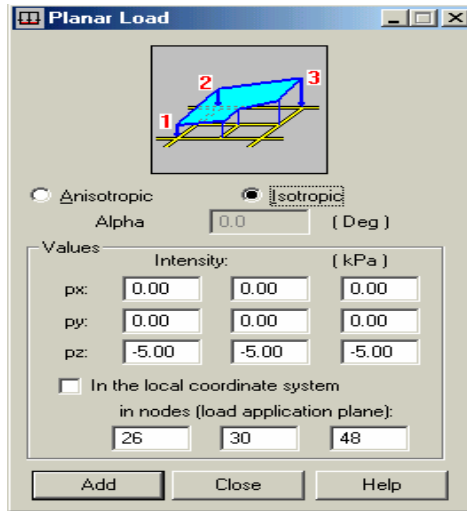 Planar Load
1 2 3
Anisotropic Isotropic
Alpha 0.0 ( Deg )
Values
Intensity: ( kPa )
px: 0.00 0.00 0.00
py: 0.00 0.00 0.00
pz: -5.00 -5.00 -5.00
In the local coordinate system
in nodes (load application plane):
26 30 48
Add Close Help